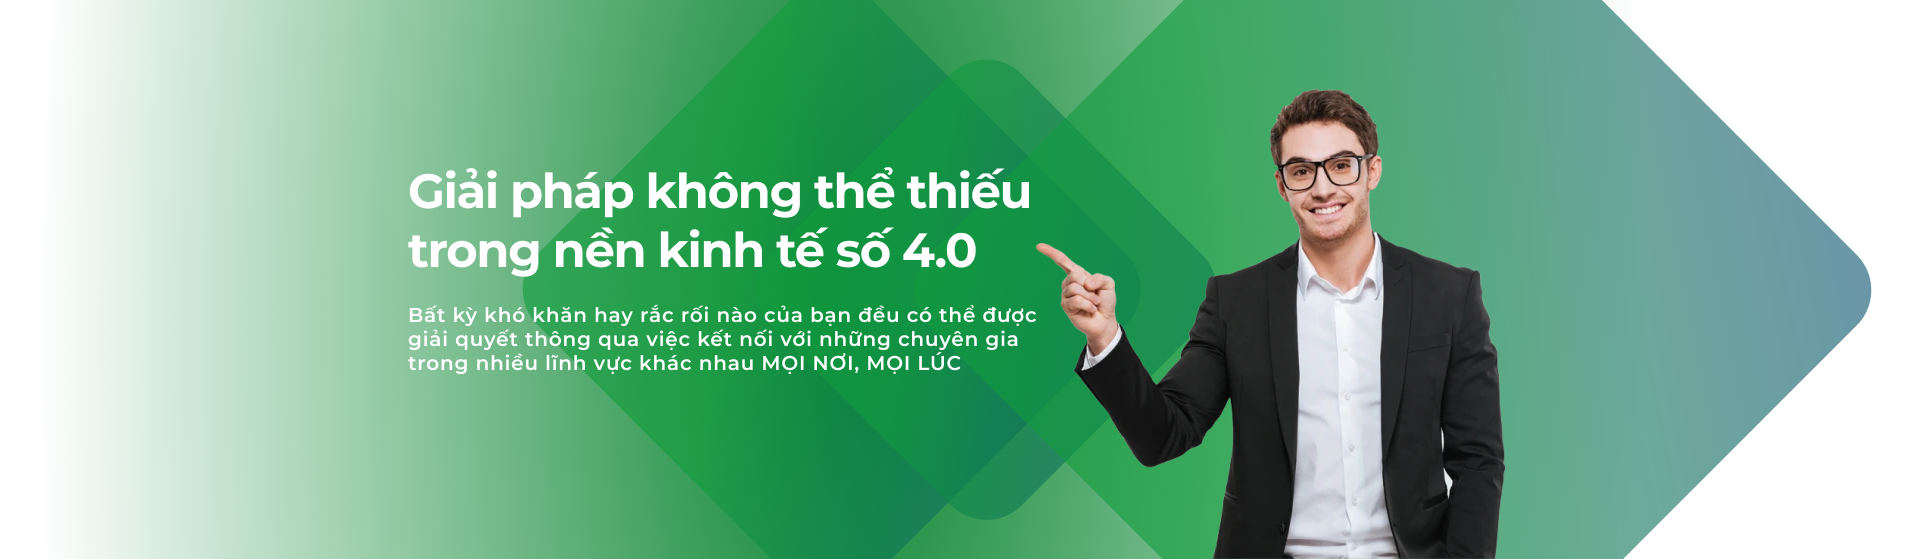 Giải pháp không thể thiếu
trong nền kinh tế số 4.0
Bất kỳ khó khăn hay rắc rối nào của bạn đều có thể được
giải quyết thông qua việc kết nối với những chuyên gia
trong nhiều lĩnh vực khác nhau MỌI NƠI, MỌI LÚC